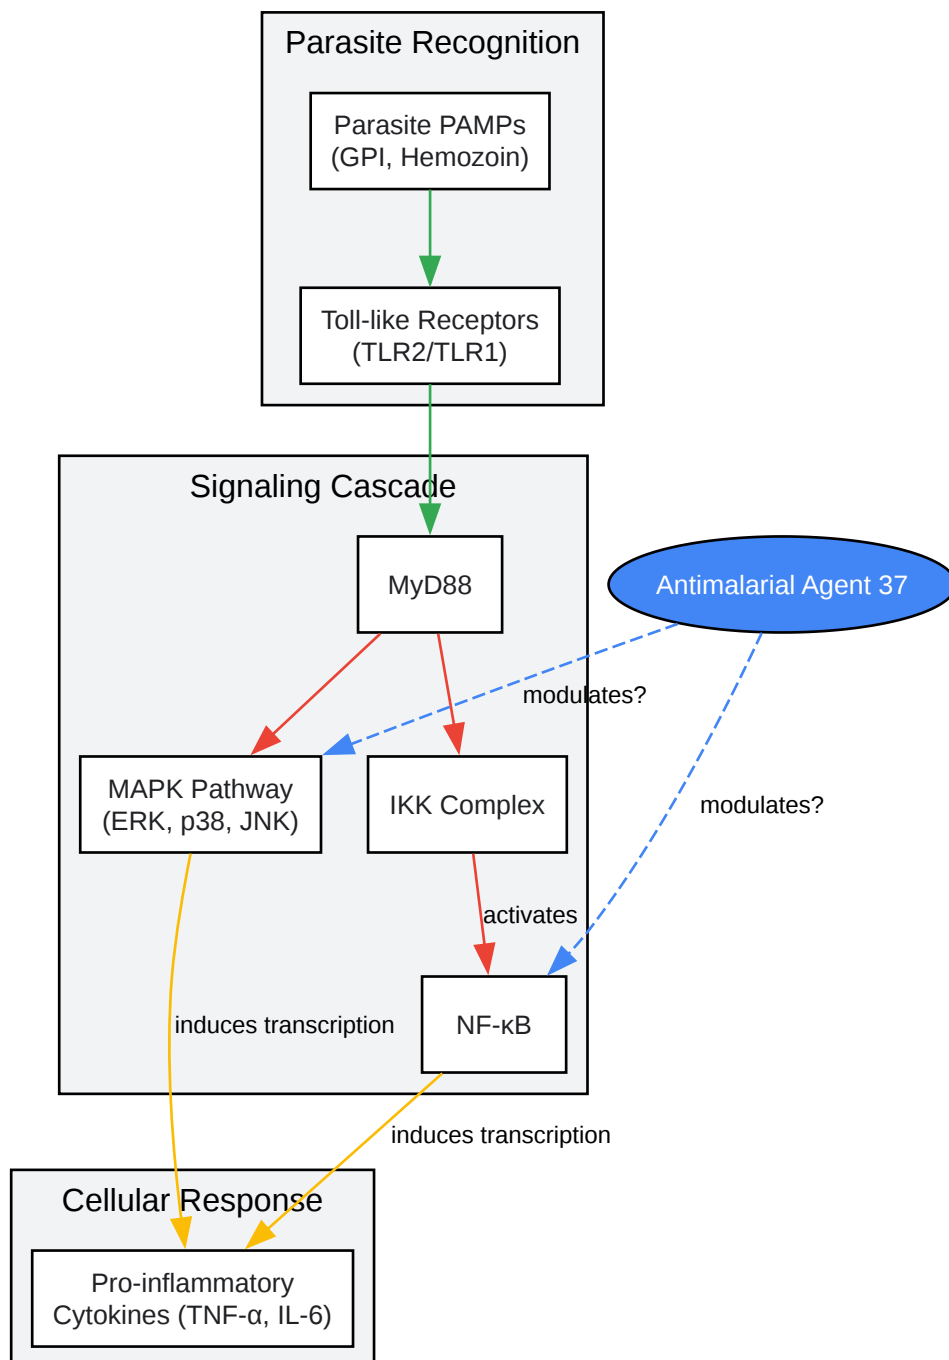 Parasite Recognition
Parasite PAMPs
(GPI, Hemozoin)
Toll-like Receptors
(TLR2/TLR1)
Signaling Cascade
MyD88
Antimalarial Agent 37
modulates?
MAPK Pathway
(ERK, p38, JNK)
IKK Complex
modulates?
activates
induces transcription
NF-κB
induces transcription
Cellular Response
Pro-inflammatory
Cytokines (TNF-α, IL-6)